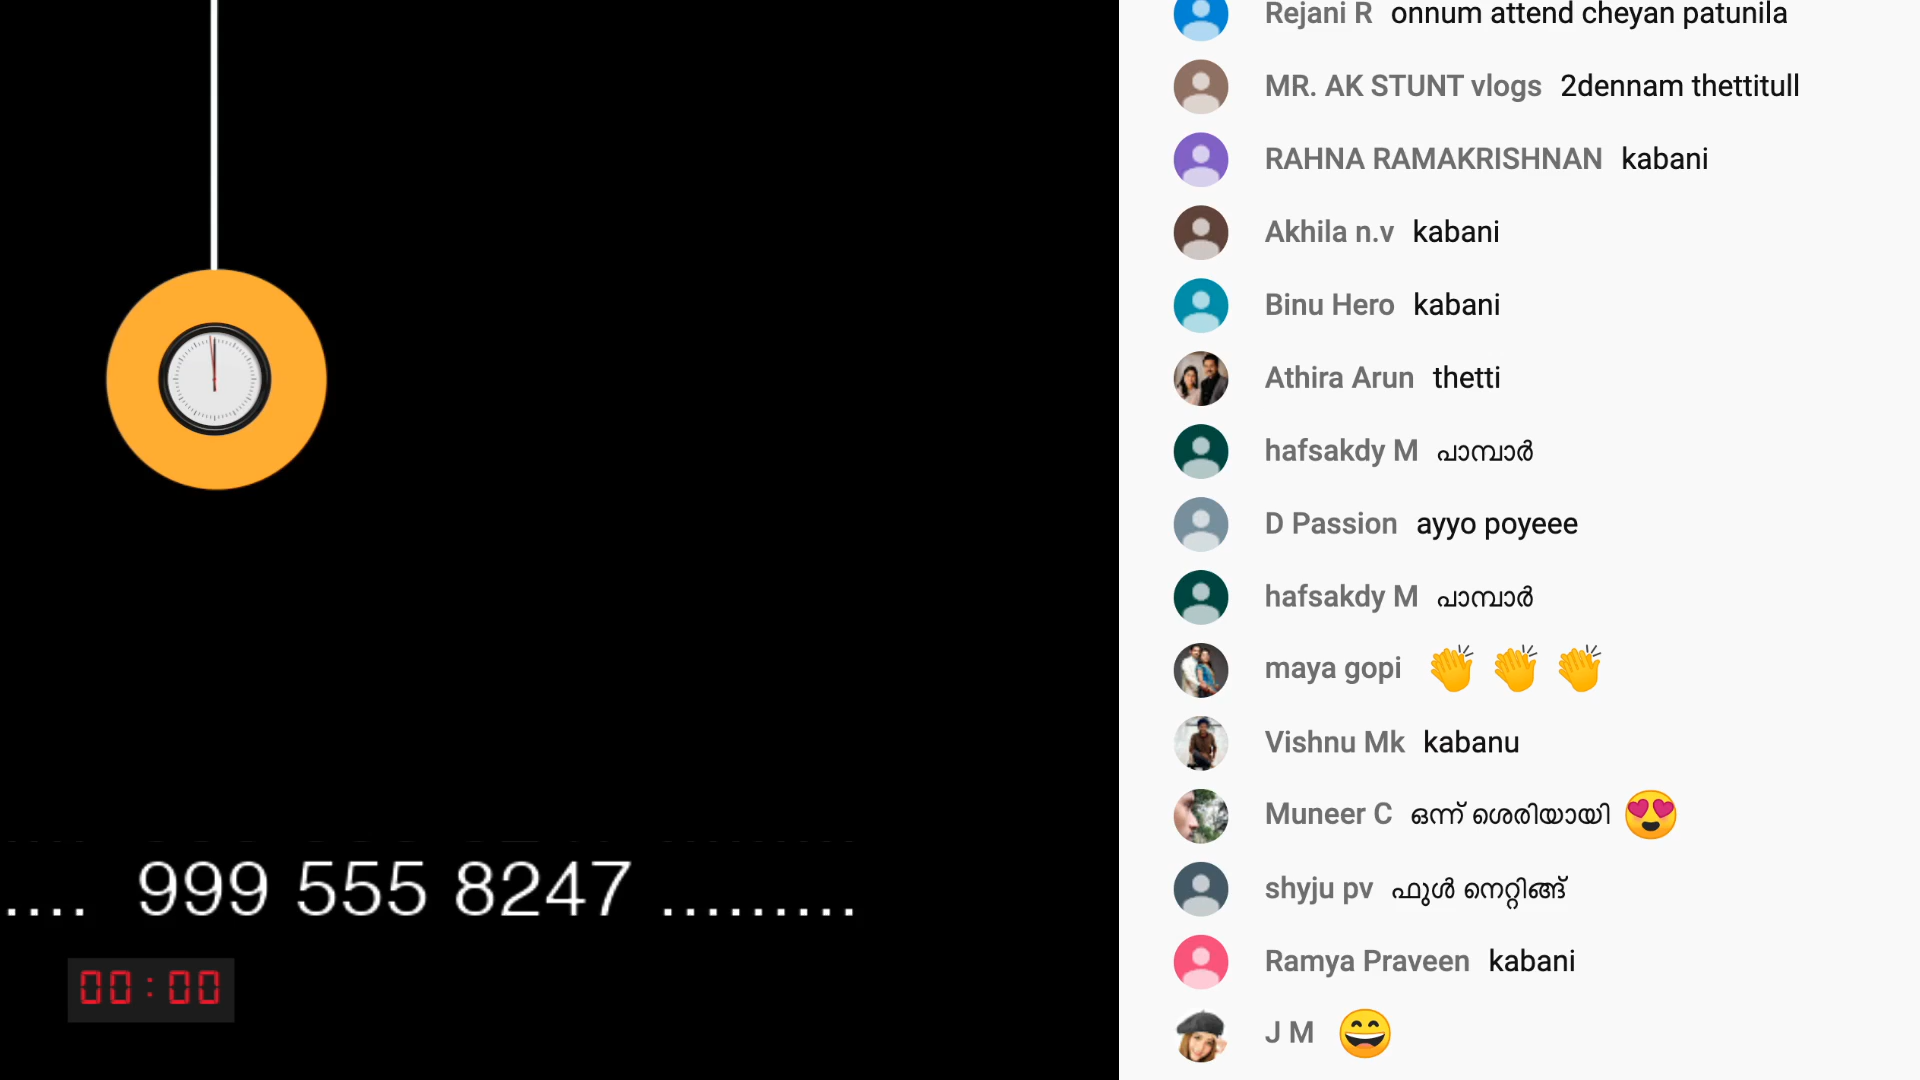 Rejani R onnum attend cheyan patunila
MR. AK STUNT vlogs 2dennam thettitull
RAHNA RAMAKRISHNAN kabani
Akhila n.v kabani
Binu Hero kabani
Athira Arun thetti
hafsakdy M പാമ്പാർ
D Passion ayyo poyeee
hafsakdy M പാമ്പാർ
maya gopi 👏 👏 👏
Vishnu Mk kabanu
Muneer C ഒന്ന് ശെരിയായി 😍
shyju pv ഫുൾ നെറ്റിങ്ങ്
Ramya Praveen kabani
J M 😄
.... 999 555 8247 .........
00:00